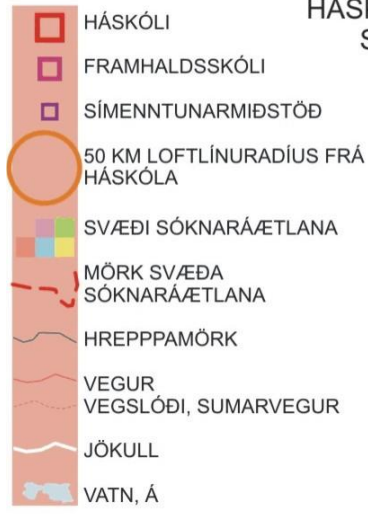 HÁSKÓLI
FRAMHALDSSKÓLI
SÍMENNTUNARMIÐSTÖÐ
50 KM LOFTLÍNURADÍUS FRÁ
HÁSKÓLA
SVÆÐI SÓKNARÁÆTLANA
MÖRK SVÆÐA
SÓKNARÁÆTLANA
HREPPPAMÖRK
VEGUR
VEGSLÓÐI, SUMARVEGUR
JÖKULL
VATN, Á